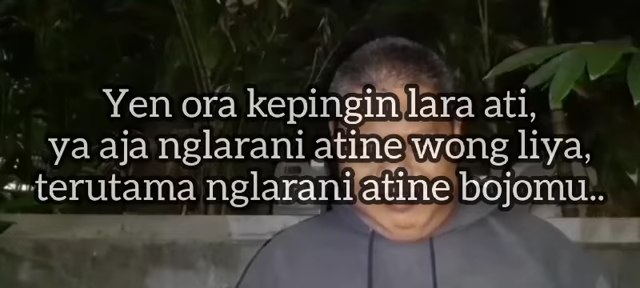 Yen ora kepingin lara ati,
ya aja nglarani atine wong liya,
terutama nglarani atine bojomu..